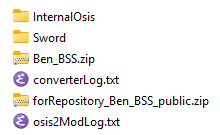 InternalOsis
Sword
Ben_BSS.zip
converterLog.txt
forRepository_Ben_BSS_public.zip
osis2ModLog.txt